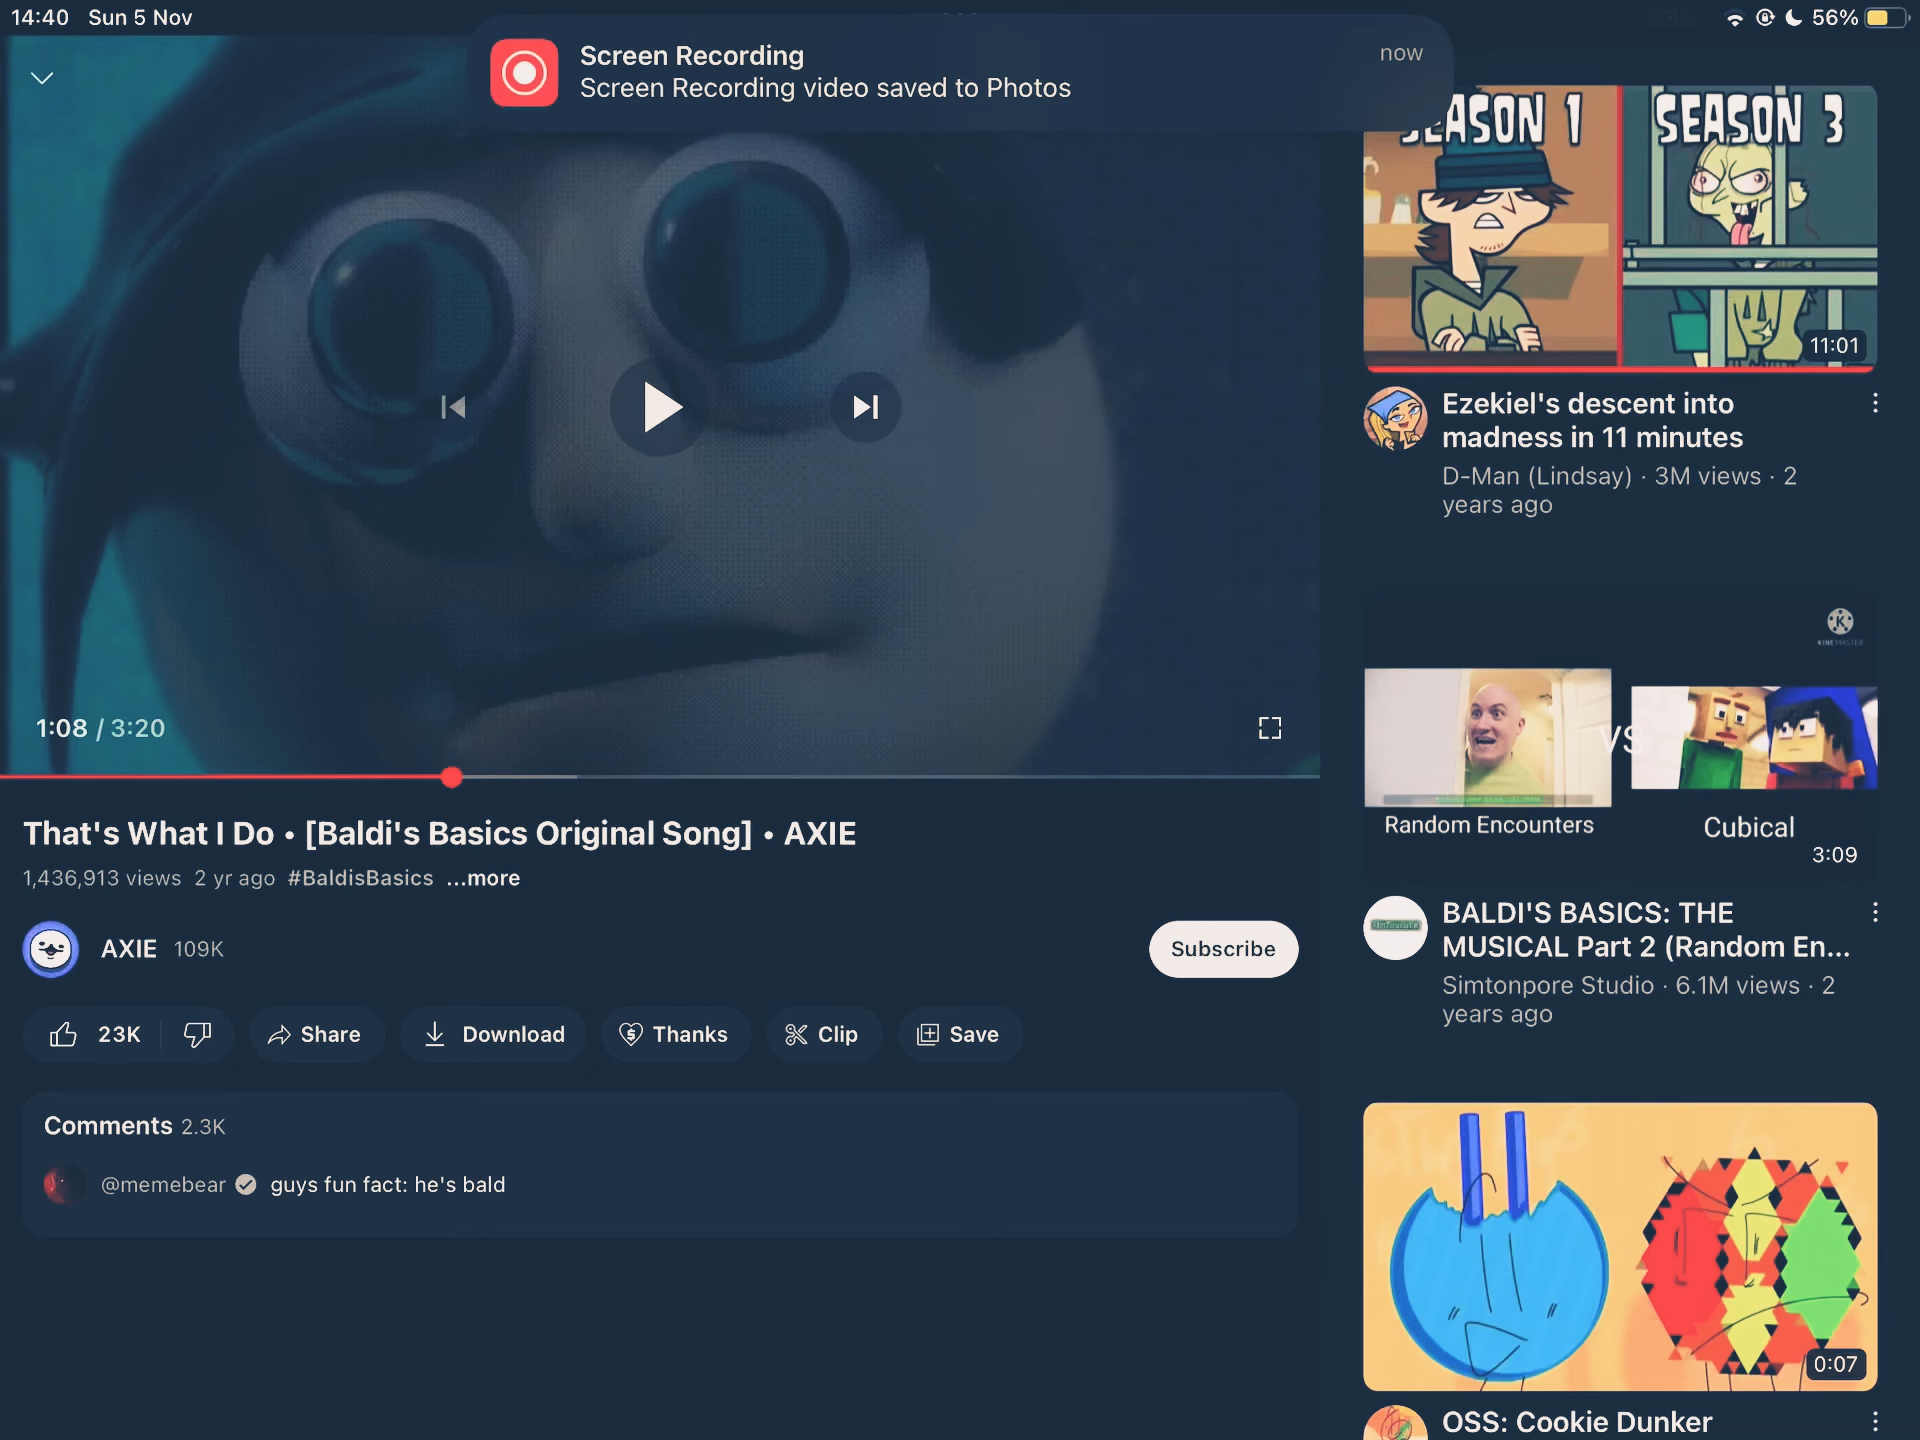 14:40 Sun 5 Nov
56%
Screen Recording
now
Screen Recording video saved to Photos
1:08 / 3:20
That's What I Do • [Baldi's Basics Original Song] • AXIE
1,436,913 views 2 yr ago #BaldisBasics ...more
AXIE 109K
Subscribe
23K
Share
Download
Thanks
Clip
Save
Comments 2.3K
@memebear guys fun fact: he's bald
SEASON 1
SEASON 3
11:01
Ezekiel's descent into
madness in 11 minutes
D-Man (Lindsay) · 3M views · 2
years ago
K
KINEMASTER
VS
Random Encounters
Cubical
3:09
BALDI'S BASICS: THE
MUSICAL Part 2 (Random En...
Simtonpore Studio · 6.1M views · 2
years ago
0:07
OSS: Cookie Dunker